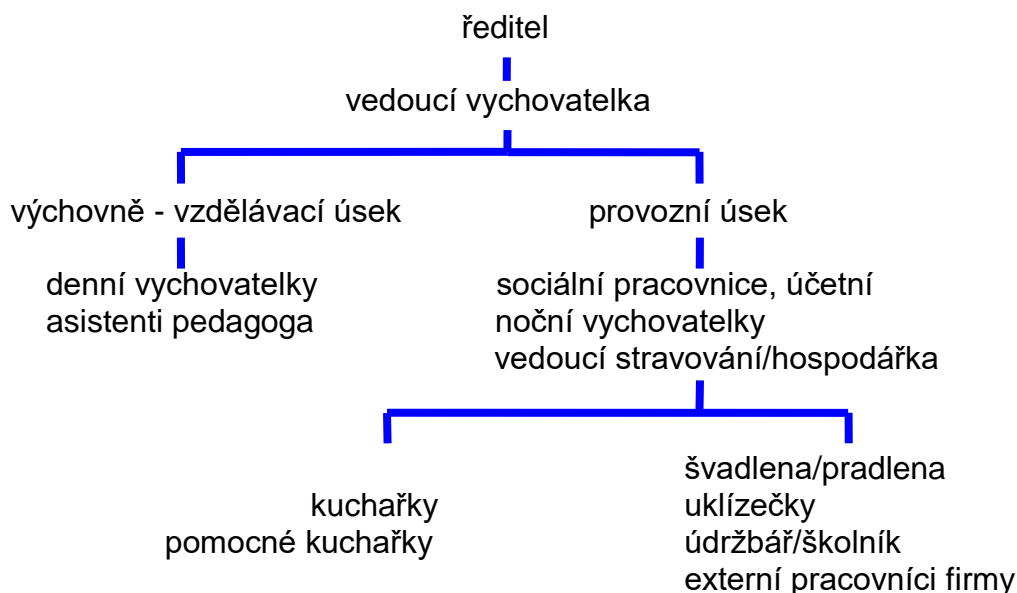 ředitel
vedoucí vychovatelka
výchovně - vzdělávací úsek
provozní úsek
denní vychovatelky
asistenti pedagoga
sociální pracovnice, účetní
noční vychovatelky
vedoucí stravování/hospodářka
kuchařky
pomocné kuchařky
švadlena/pradlena
uklízečky
údržbář/školník
externí pracovníci firmy